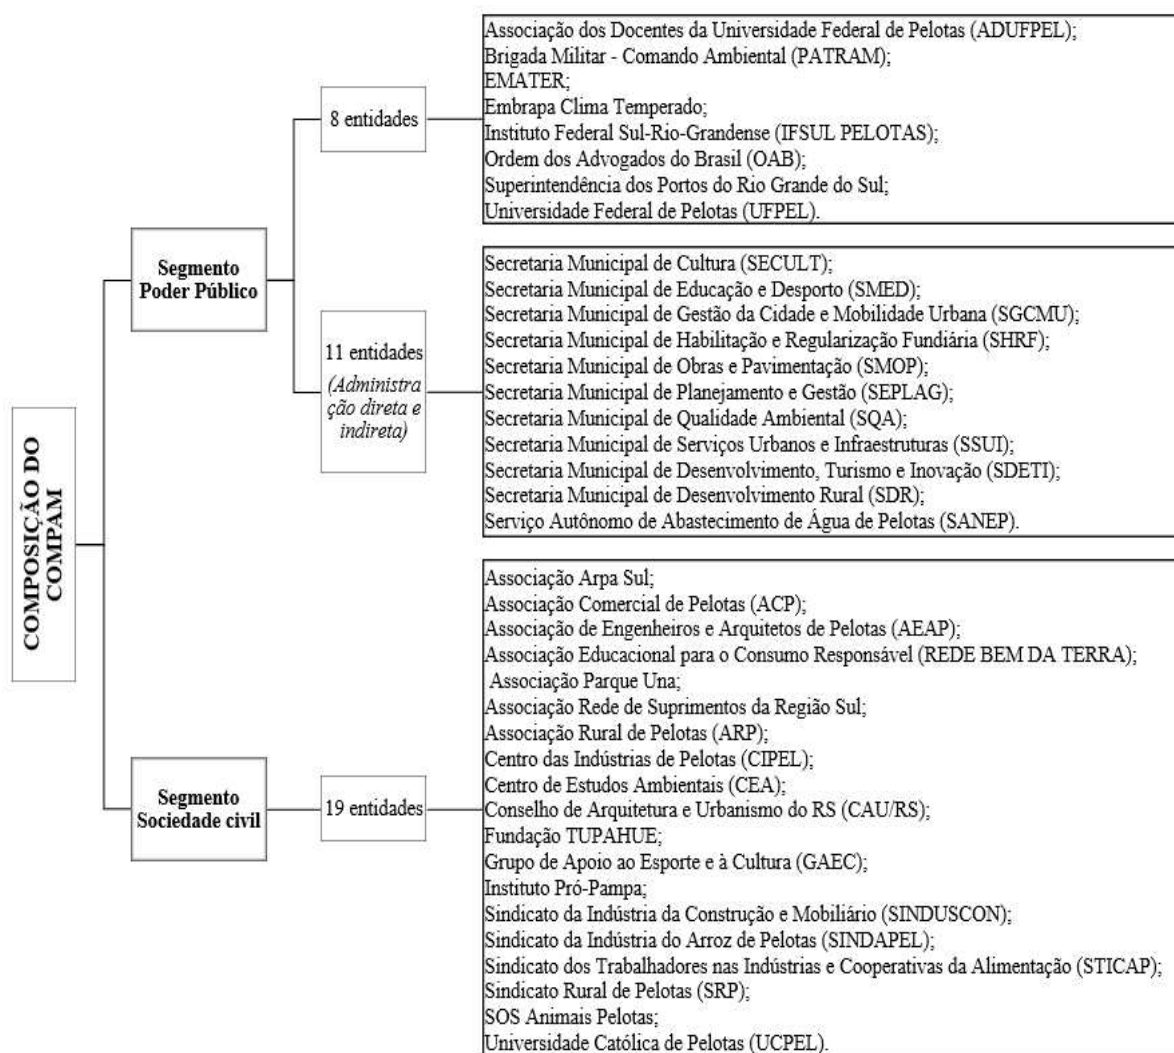 COMPOSIÇÃO DO
COMPAM
Segmento
Poder Público
8 entidades
Associação dos Docentes da Universidade Federal de Pelotas (ADUFPEL);
Brigada Militar - Comando Ambiental (PATRAM);
EMATER;
Embrapa Clima Temperado;
Instituto Federal Sul-Rio-Grandense (IFSUL PELOTAS);
Ordem dos Advogados do Brasil (OAB);
Superintendência dos Portos do Rio Grande do Sul;
Universidade Federal de Pelotas (UFPEL).
11 entidades
(Administra
ção direta e
indireta)
Secretaria Municipal de Cultura (SECULT);
Secretaria Municipal de Educação e Desporto (SMED);
Secretaria Municipal de Gestão da Cidade e Mobilidade Urbana (SGCMU);
Secretaria Municipal de Habilitação e Regularização Fundiária (SHRF);
Secretaria Municipal de Obras e Pavimentação (SMOP);
Secretaria Municipal de Planejamento e Gestão (SEPLAG);
Secretaria Municipal de Qualidade Ambiental (SQA);
Secretaria Municipal de Serviços Urbanos e Infraestruturas (SSUI);
Secretaria Municipal de Desenvolvimento, Turismo e Inovação (SDETI);
Secretaria Municipal de Desenvolvimento Rural (SDR);
Serviço Autônomo de Abastecimento de Água de Pelotas (SANEP).
Segmento
Sociedade civil
19 entidades
Associação Arpa Sul;
Associação Comercial de Pelotas (ACP);
Associação de Engenheiros e Arquitetos de Pelotas (AEAP);
Associação Educacional para o Consumo Responsável (REDE BEM DA TERRA);
Associação Parque Una;
Associação Rede de Suprimentos da Região Sul;
Associação Rural de Pelotas (ARP);
Centro das Indústrias de Pelotas (CIPEL);
Centro de Estudos Ambientais (CEA);
Conselho de Arquitetura e Urbanismo do RS (CAU/RS);
Fundação TUPAHUE;
Grupo de Apoio ao Esporte e à Cultura (GAEC);
Instituto Pró-Pampa;
Sindicato da Indústria da Construção e Mobiliário (SINDUSCON);
Sindicato da Indústria do Arroz de Pelotas (SINDAPEL);
Sindicato dos Trabalhadores nas Indústrias e Cooperativas da Alimentação (STICAP);
Sindicato Rural de Pelotas (SRP);
SOS Animais Pelotas;
Universidade Católica de Pelotas (UCPEL).